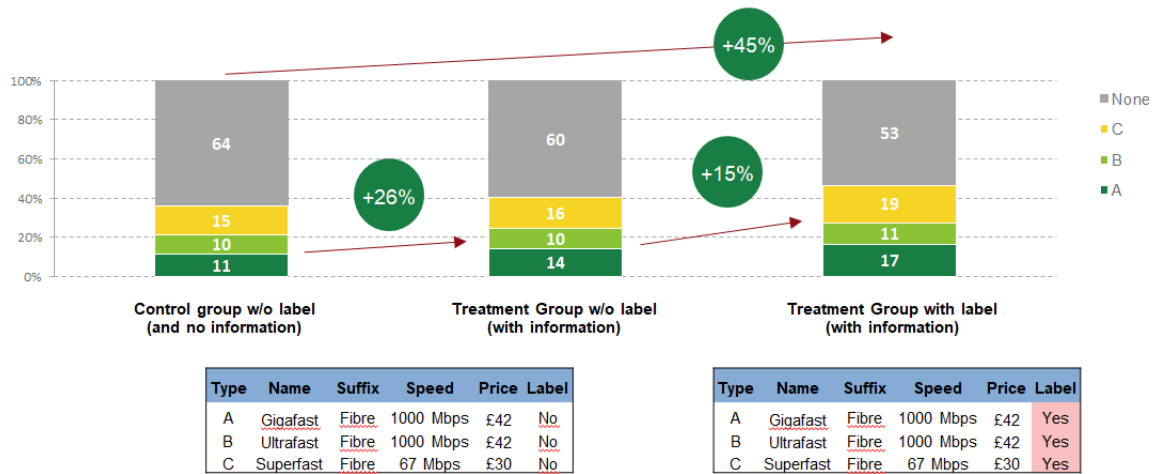 +45%
100%
80%
60%
40%
20%
0%
64
15
10
11
+26%
60
16
10
14
+15%
53
19
11
17
None
C
B
A
Control group w/o label
(and no information)
Treatment Group w/o label
(with information)
Treatment Group with label
(with information)
Type Name Suffix Speed Price Label
A Gigafast Fibre 1000 Mbps £42 No
B Ultrafast Fibre 1000 Mbps £42 No
C Superfast Fibre 67 Mbps £30 No
Type Name Suffix Speed Price Label
A Gigafast Fibre 1000 Mbps £42 Yes
B Ultrafast Fibre 1000 Mbps £42 Yes
C Superfast Fibre 67 Mbps £30 Yes